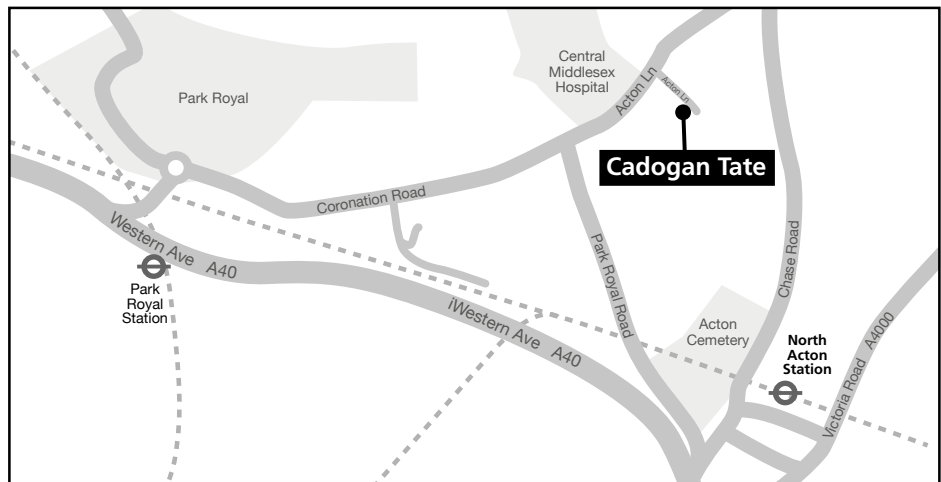 Central
Middlesex
Hospital
Park Royal
Acton Ln
Acton Ln
Cadogan Tate
Coronation Road
Western Ave A40
Park
Royal
Station
Park Royal Road
Chase Road
iWestern Ave A40
Acton
Cemetery
North
Acton
Station
Victoria Road A4000